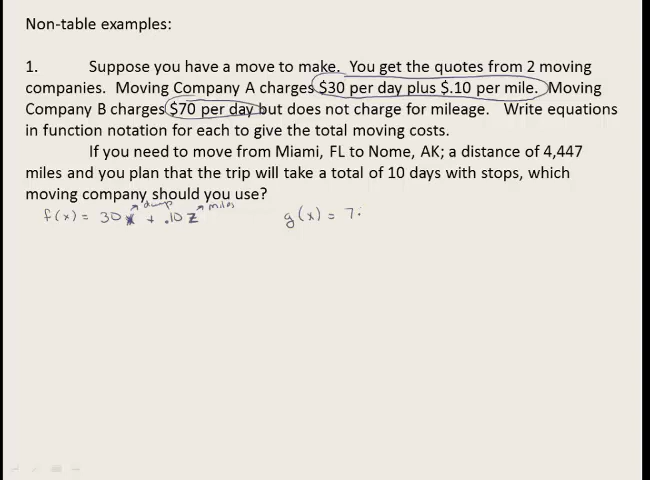 Non-table examples:
1. Suppose you have a move to make. You get the quotes from 2 moving
companies. Moving Company A charges $30 per day plus $.10 per mile. Moving
Company B charges $70 per day but does not charge for mileage. Write equations
in function notation for each to give the total moving costs.
If you need to move from Miami, FL to Nome, AK; a distance of 4,447
miles and you plan that the trip will take a total of 10 days with stops, which
moving company should you use?
days miles
f(x) = 30x + .10z g(x) = 7